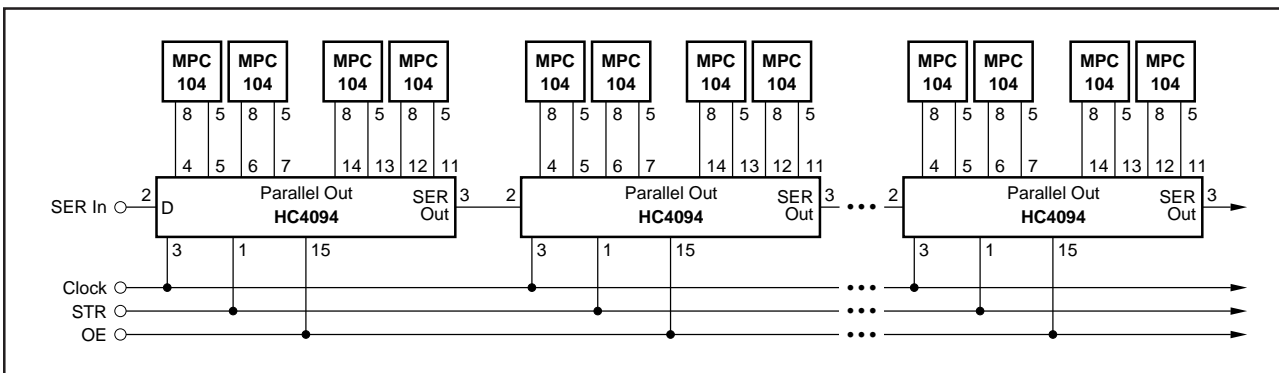 MPC 104 MPC 104 MPC 104 MPC 104 MPC 104 MPC 104 MPC 104 MPC 104 MPC 104 MPC 104 MPC 104 MPC 104
8 5 8 5 8 5 8 5 8 5 8 5 8 5 8 5 8 5 8 5 8 5 8 5
4 5 6 7 14 13 12 11 4 5 6 7 14 13 12 11 4 5 6 7 14 13 12 11
SER In 2 D Parallel Out HC4094 SER Out 3 2 Parallel Out HC4094 SER Out 3 2 Parallel Out HC4094 SER Out 3
3 1 15 3 1 15 3 1 15
Clock
STR
OE